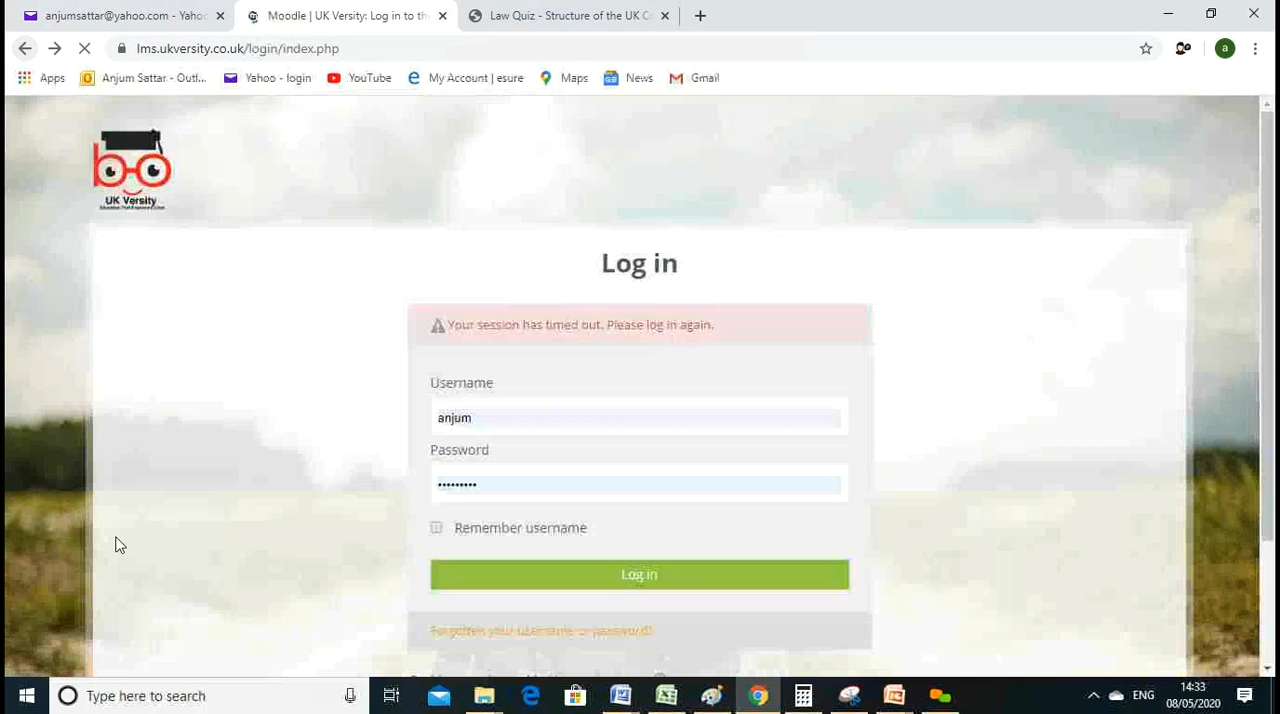 anjumsattar@yahoo.com - Yahoo
Moodle | UK Versity: Log in to the
Law Quiz - Structure of the UK C
lms.ukversity.co.uk/login/index.php
a
Apps
Anjum Sattar - Outl...
Yahoo - login
YouTube
My Account | esure
Maps
News
Gmail
UK Versity
Log in
Your session has timed out. Please log in again.
Username
anjum
Password
•••••••••
Remember username
Log in
Forgotten your username or password?
Type here to search
ENG
14:33
08/05/2020